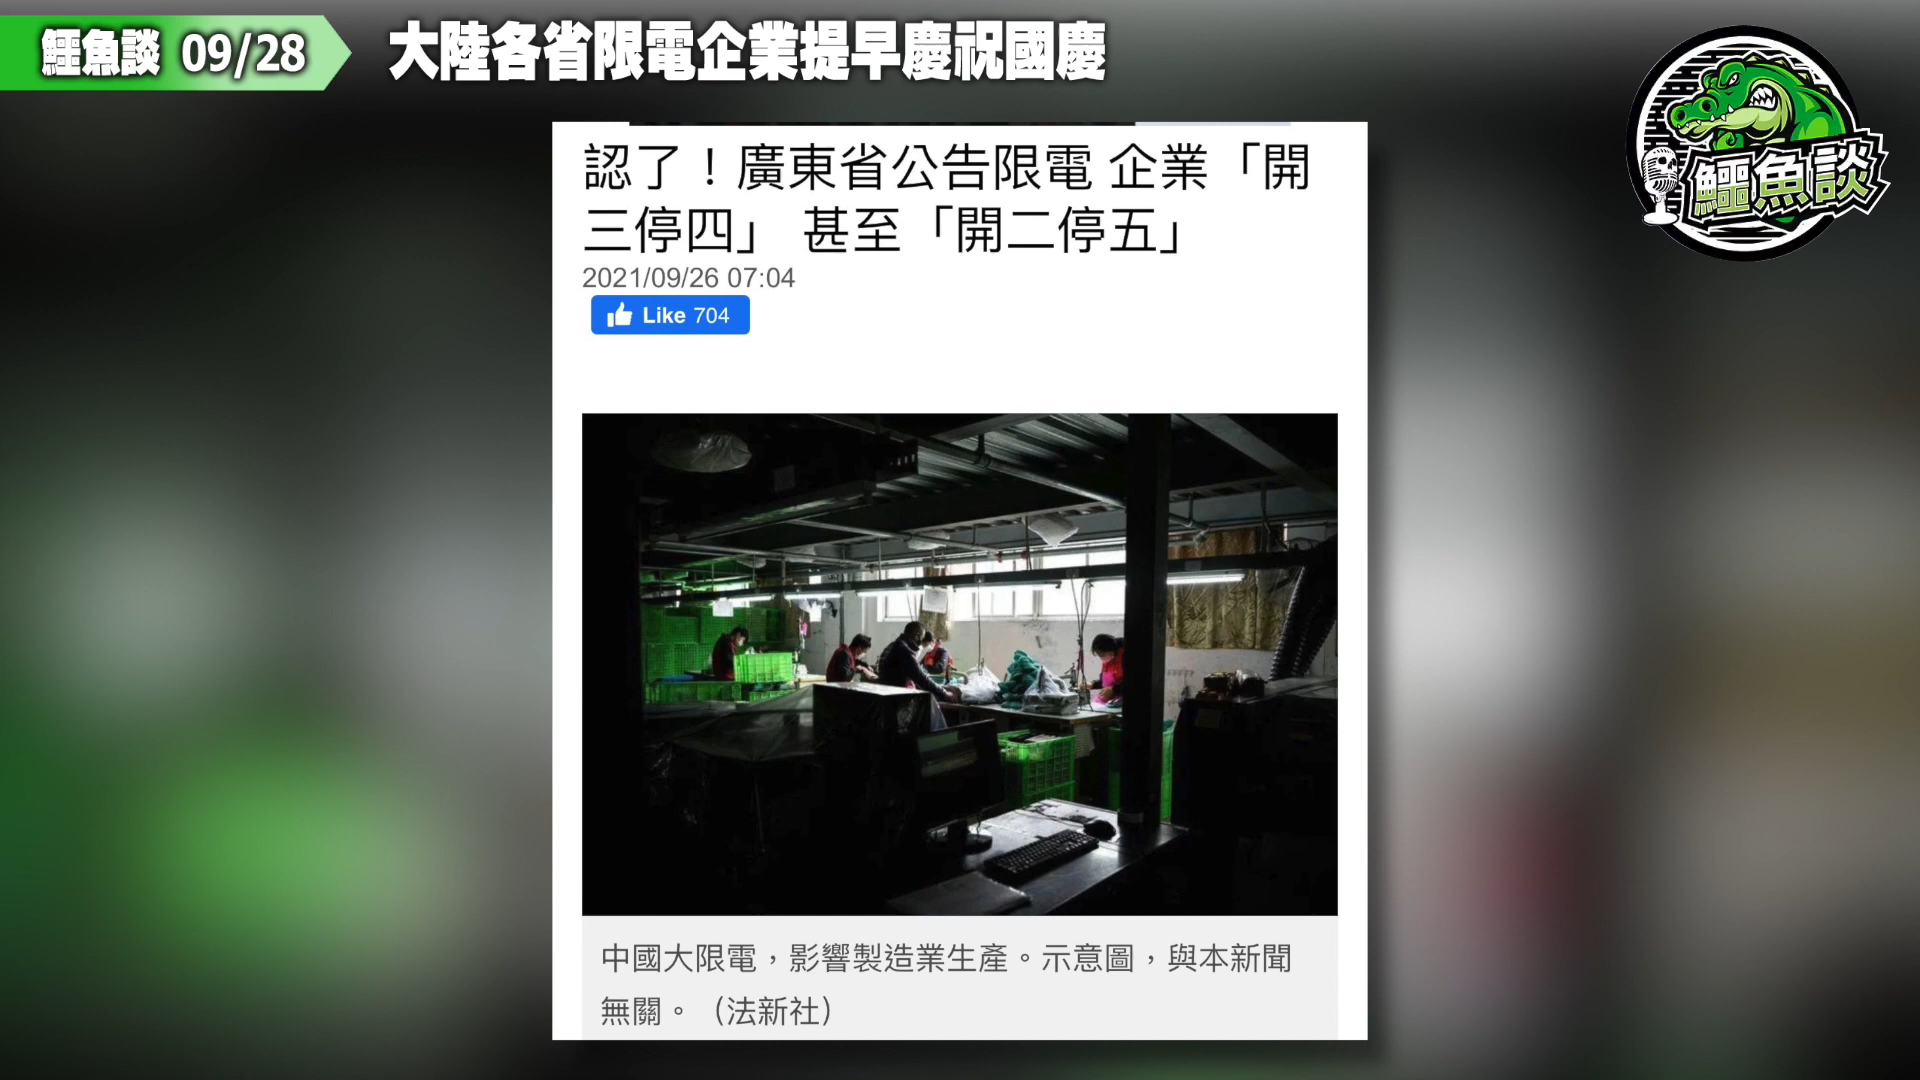 鱷魚談 09/28
大陸各省限電企業提早慶祝國慶
鱷魚談
認了！廣東省公告限電 企業「開
三停四」 甚至「開二停五」
2021/09/26 07:04
Like 704
中國大限電，影響製造業生產。示意圖，與本新聞
無關。（法新社）